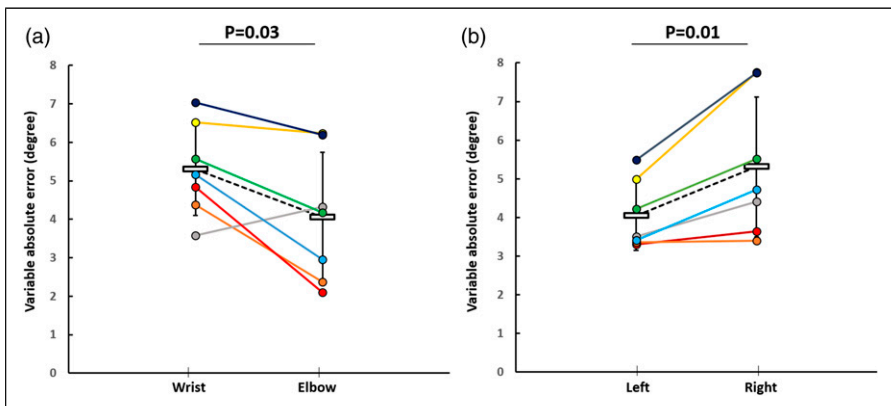 (a)
P=0.03
Variable absolute error (degree)
8
7
6
5
4
3
2
1
0
Wrist Elbow
(b)
P=0.01
Variable absolute error (degree)
8
7
6
5
4
3
2
1
0
Left Right